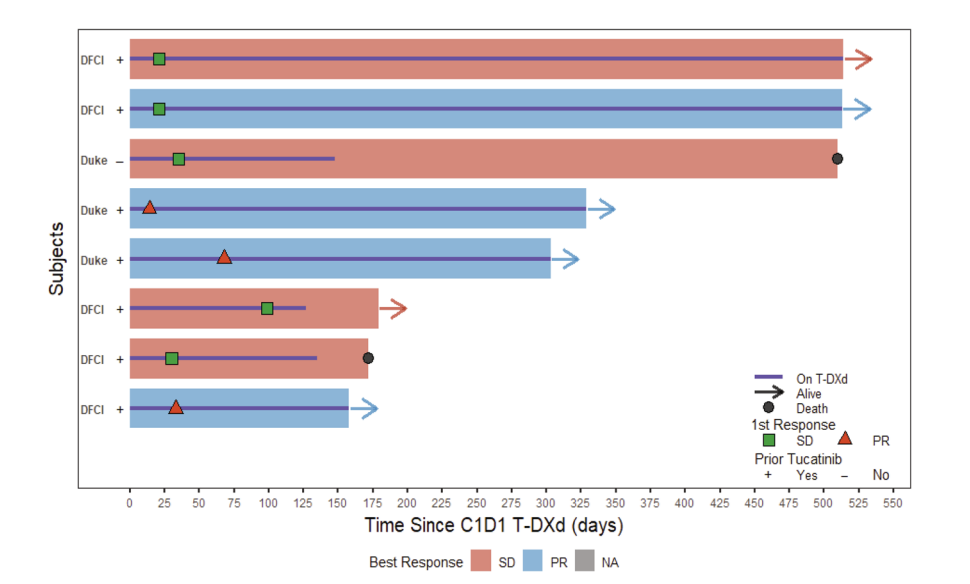 DFCI +
DFCI +
Duke –
Duke +
Duke +
DFCI +
DFCI +
DFCI +
Subjects
On T-DXd
Alive
Death
1st Response
SD PR
Prior Tucatinib
+ Yes – No
0 25 50 75 100 125 150 175 200 225 250 275 300 325 350 375 400 425 450 475 500 525 550
Time Since C1D1 T-DXd (days)
Best Response SD PR NA